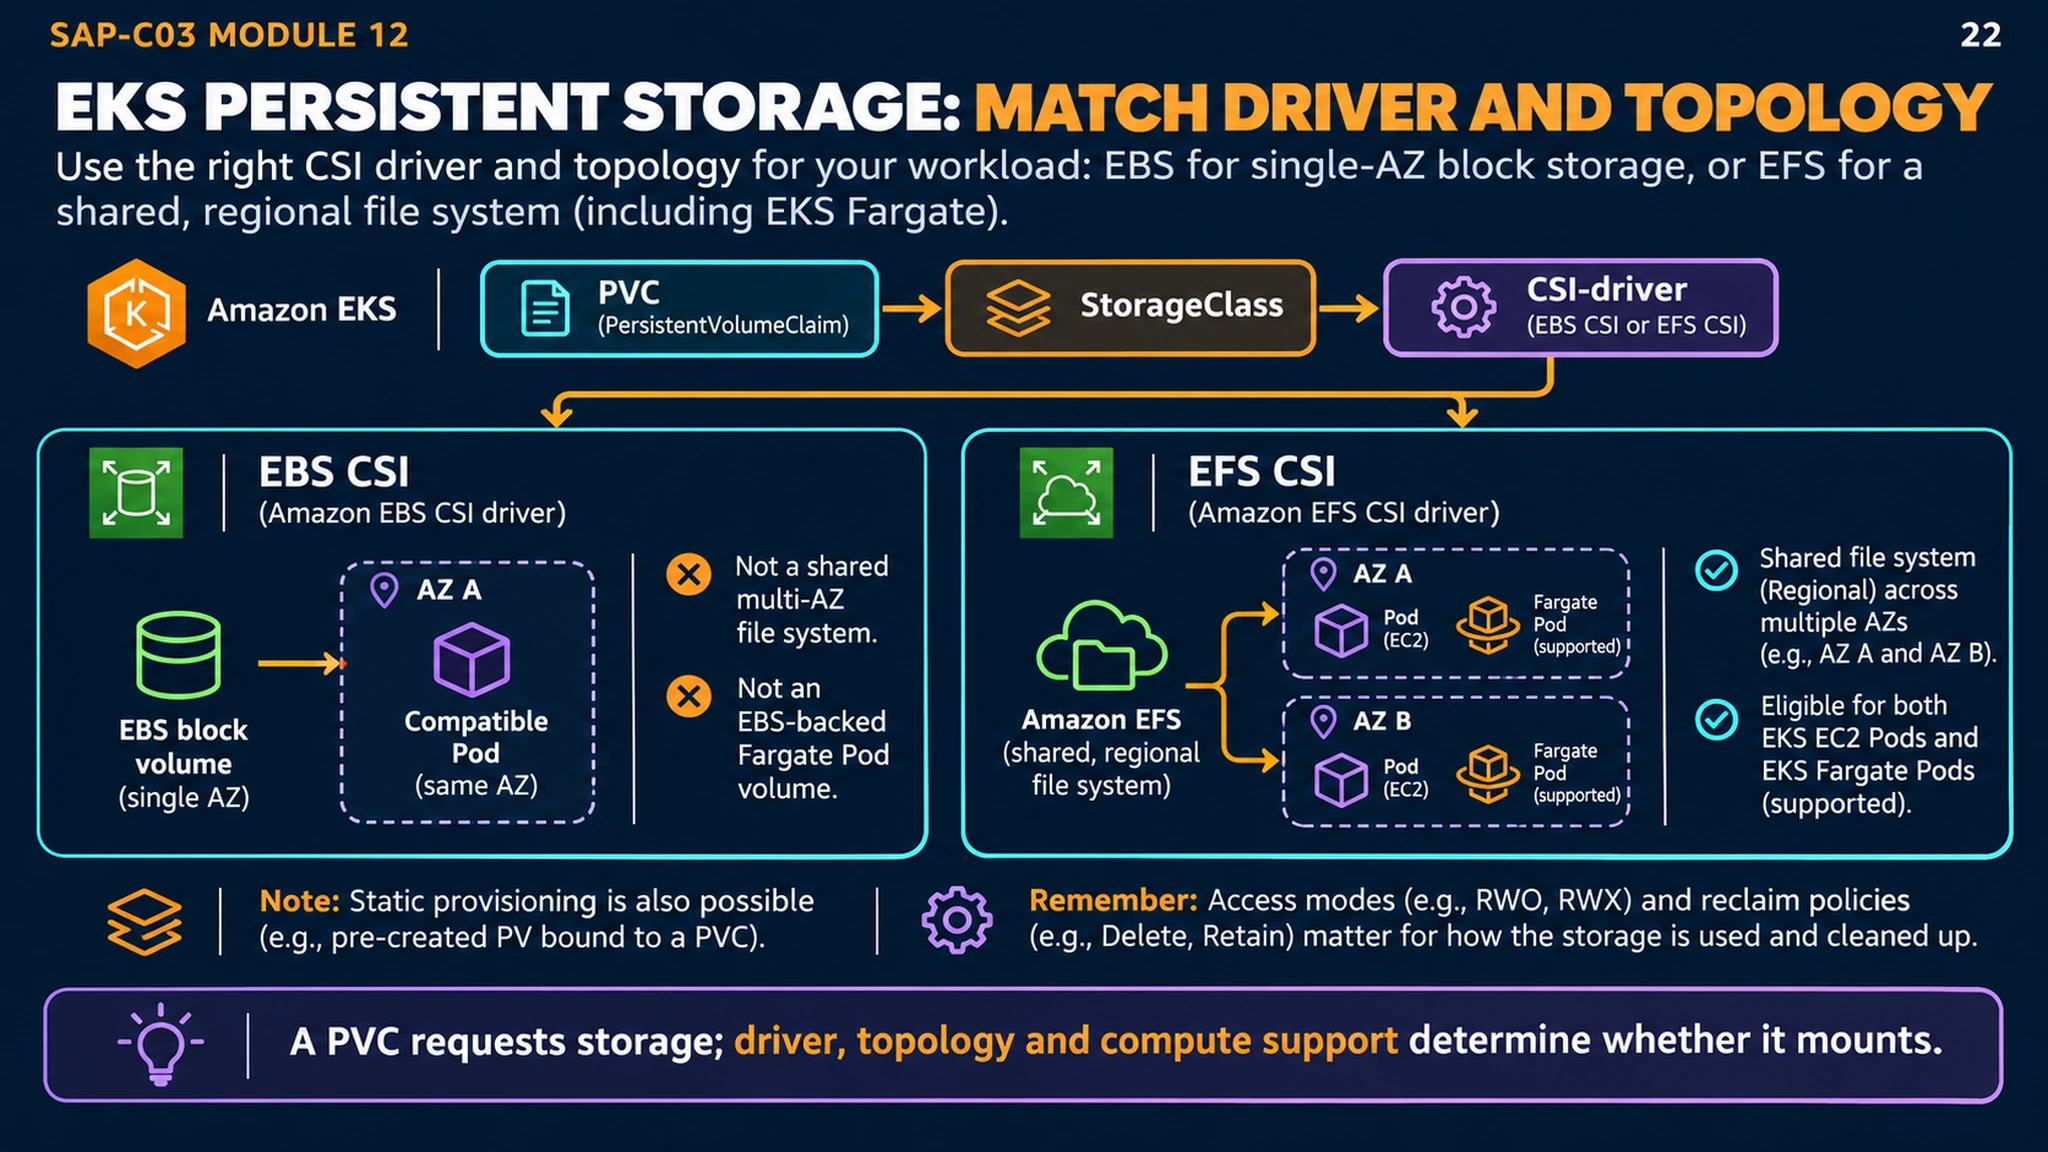 SAP-C03 MODULE 12
22
EKS PERSISTENT STORAGE: MATCH DRIVER AND TOPOLOGY
Use the right CSI driver and topology for your workload: EBS for single-AZ block storage, or EFS for a
shared, regional file system (including EKS Fargate).
K
Amazon EKS
PVC
(PersistentVolumeClaim)
StorageClass
CSI-driver
(EBS CSI or EFS CSI)
EBS CSI
(Amazon EBS CSI driver)
EBS block
volume
(single AZ)
AZ A
Compatible
Pod
(same AZ)
Not a shared
multi-AZ
file system.
Not an
EBS-backed
Fargate Pod
volume.
EFS CSI
(Amazon EFS CSI driver)
Amazon EFS
(shared, regional
file system)
AZ A
Pod
(EC2)
Fargate
Pod
(supported)
AZ B
Pod
(EC2)
Fargate
Pod
(supported)
Shared file system
(Regional) across
multiple AZs
(e.g., AZ A and AZ B).
Eligible for both
EKS EC2 Pods and
EKS Fargate Pods
(supported).
Note: Static provisioning is also possible
(e.g., pre-created PV bound to a PVC).
Remember: Access modes (e.g., RWO, RWX) and reclaim policies
(e.g., Delete, Retain) matter for how the storage is used and cleaned up.
A PVC requests storage; driver, topology and compute support determine whether it mounts.